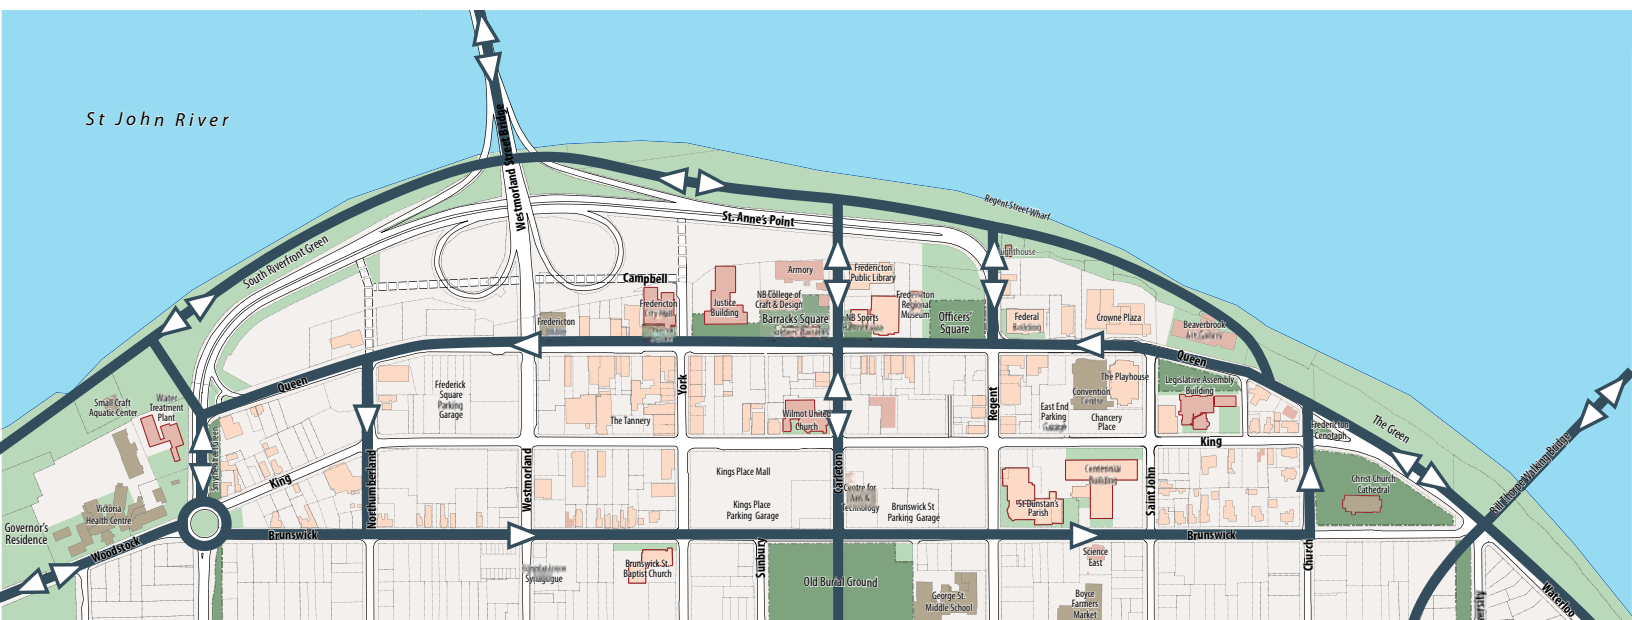 St John River
Westmorland Street Bridge
Regent Street Wharf
St. Anne's Point
South Riverfront Green
Lighthouse
Campbell
Armory
Fredericton
Public Library
Justice
Building
NB College of
Craft & Design
Fredericton
Regional
Museum
Fredericton
City Hall
Barracks Square
NB Sports
Officers'
Square
Federal
Building
Crowne Plaza
Beaverbrook
Art Gallery
Fredericton
Queen
Queen
Frederick
Square
Parking
Garage
York
The Tannery
Wilmot United
Church
Regent
Convention
Centre
The Playhouse
Legislative Assembly
Building
East End
Parking
Garage
Chancery
Place
Small Craft
Aquatic Center
Water
Treatment
Plant
Smythe Street Green
Fredericton
Cenotaph
The Green
King
King
Northumberland
Westmorland
Kings Place Mall
Kings Place
Parking Garage
Carleton
Centre for
Art &
Technology
Brunswick St
Parking Garage
St Dunstan's
Parish
Centennial
Building
Saint John
Christ Church
Cathedral
Bill Thorpe Walking Bridge
Victoria
Health Centre
Governor's
Residence
Woodstock
Brunswick
Brunswick
Synagogue
Brunswick St.
Baptist Church
Sunbury
Old Burial Ground
George St.
Middle School
Science
East
Boyce
Farmers
Market
Church
Waterloo